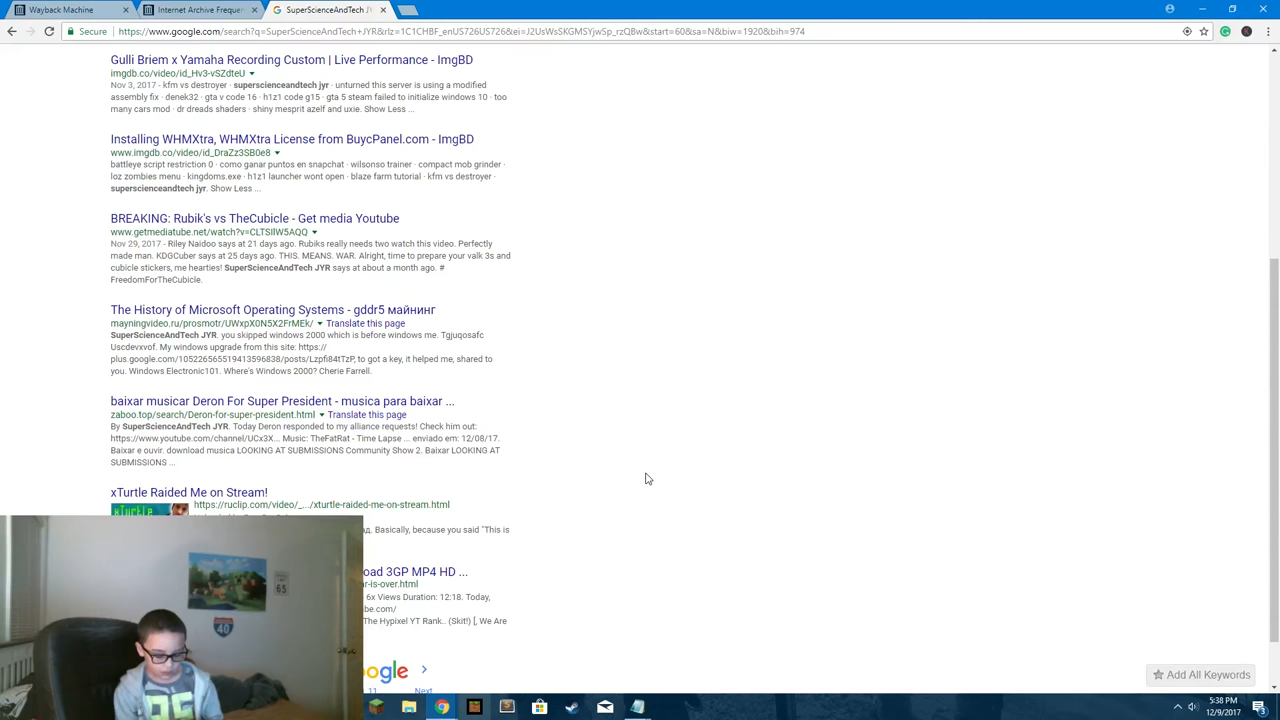 Wayback Machine
Internet Archive Frequen
SuperScienceAndTech J
Secure https://www.google.com/search?q=SuperScienceAndTech+JYR&rlz=1C1CHBF_enUS726US726&ei=J2UsWsSKGMSYjwSp_rzQBw&start=60&sa=N&biw=1920&bih=974
Gulli Briem x Yamaha Recording Custom | Live Performance - ImgBD
imgdb.co/video/id_Hv3-vSZdteU
Nov 3, 2017 - kfm vs destroyer · superscienceandtech jyr · unturned this server is using a modified
assembly fix · denek32 · gta v code 16 · h1z1 code g15 · gta 5 steam failed to initialize windows 10 · too
many cars mod · dr dreads shaders · shiny mesprit azelf and uxie. Show Less ...
Installing WHMXtra, WHMXtra License from BuycPanel.com - ImgBD
www.imgdb.co/video/id_DraZz3SB0e8
battleye script restriction 0 · como ganar puntos en snapchat · wilsonso trainer · compact mob grinder ·
loz zombies menu · kingdoms.exe · h1z1 launcher wont open · blaze farm tutorial · kfm vs destroyer ·
superscienceandtech jyr. Show Less ...
BREAKING: Rubik's vs TheCubicle - Get media Youtube
www.getmediatube.net/watch?v=CLTSIlW5AQQ
Nov 29, 2017 - Riley Naidoo says at 21 days ago. Rubiks really needs two watch this video. Perfectly
made man. KDGCuber says at 25 days ago. THIS. MEANS. WAR. Alright, time to prepare your valk 3s and
cubicle stickers, me hearties! SuperScienceAndTech JYR says at about a month ago. #
FreedomForTheCubicle.
The History of Microsoft Operating Systems - gddr5 майнинг
mayningvideo.ru/prosmotr/UWxpX0N5X2FrMEk/ Translate this page
SuperScienceAndTech JYR. you skipped windows 2000 which is before windows me. Tgjuqosafc
Uscdevxvof. My windows upgrade from this site: https://
plus.google.com/105226565519413596838/posts/Lzpfi84tTzP, to got a key, it helped me, shared to
you. Windows Electronic101. Where's Windows 2000? Cherie Farrell.
baixar musicar Deron For Super President - musica para baixar ...
zaboo.top/search/Deron-for-super-president.html Translate this page
By SuperScienceAndTech JYR. Today Deron responded to my alliance requests! Check him out:
https://www.youtube.com/channel/UCx3X... Music: TheFatRat - Time Lapse ... enviado em: 12/08/17.
Baixar e ouvir. download musica LOOKING AT SUBMISSIONS Community Show 2. Baixar LOOKING AT
SUBMISSIONS ...
xTurtle Raided Me on Stream!
https://ruclip.com/video/_.../xturtle-raided-me-on-stream.html
xTurtle
ад. Basically, because you said "This is
oad 3GP MP4 HD ...
ar-is-over.html
6x Views Duration: 12:18. Today,
be.com/
The Hypixel YT Rank.. (Skit!) [, We Are
65
40
ogle
11 Next
Add All Keywords
5:38 PM
12/9/2017
3